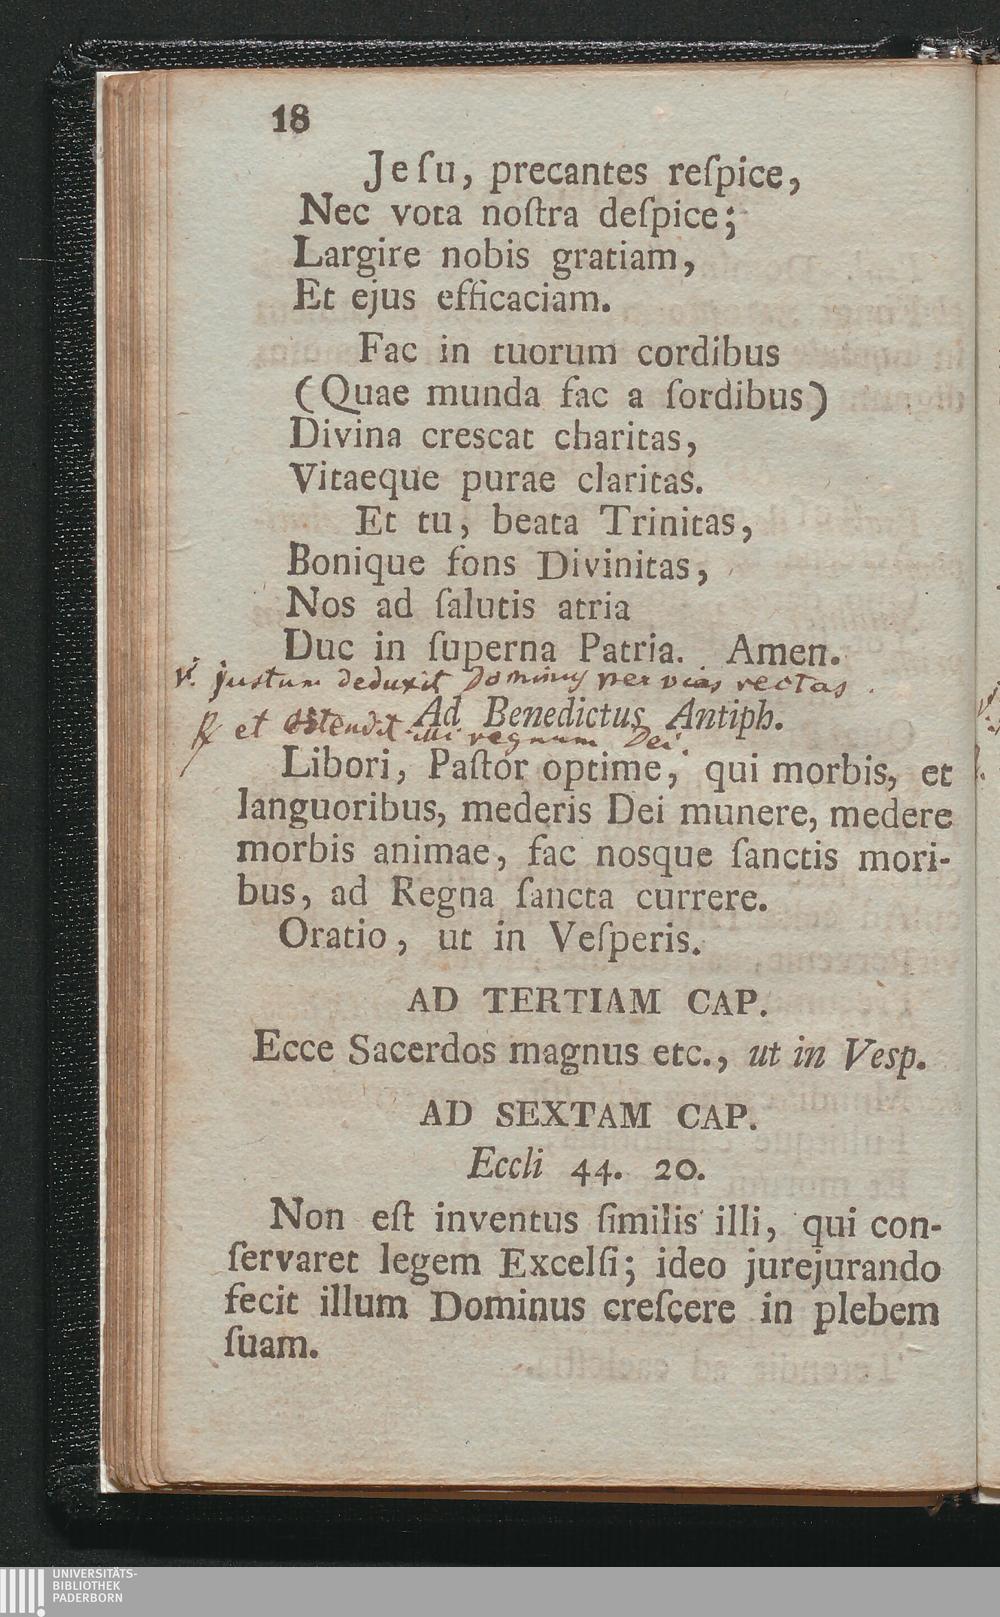 18
Jeſu, precantes reſpice,
Nec vota noſtra deſpice;
Largire nobis gratiam,
Et ejus efficaciam.
Fac in tuorum cordibus
(Quae munda fac a ſordibus)
Divina crescat charitas,
Vitaeque purae claritas.
Et tu, beata Trinitas,
Bonique fons Divinitas,
Nos ad ſalutis atria
Duc in ſuperna Patria. Amen.
℣. justum deduxit Dominus per vias rectas
℟ et ostendit illi regnum Dei.
Ad Benedictus Antiph.
Libori, Paſtor optime, qui morbis, et
languoribus, mederis Dei munere, medere
morbis animae, fac nosque ſanctis mori-
bus, ad Regna ſancta currere.
Oratio, ut in Veſperis.
AD TERTIAM CAP.
Ecce Sacerdos magnus etc., ut in Vesp.
AD SEXTAM CAP.
Eccli 44. 20.
Non eſt inventus ſimilis illi, qui con-
ſervaret legem Excelſi; ideo jurejurando
fecit illum Dominus creſcere in plebem
ſuam.
UNIVERSITÄTS-
BIBLIOTHEK
PADERBORN